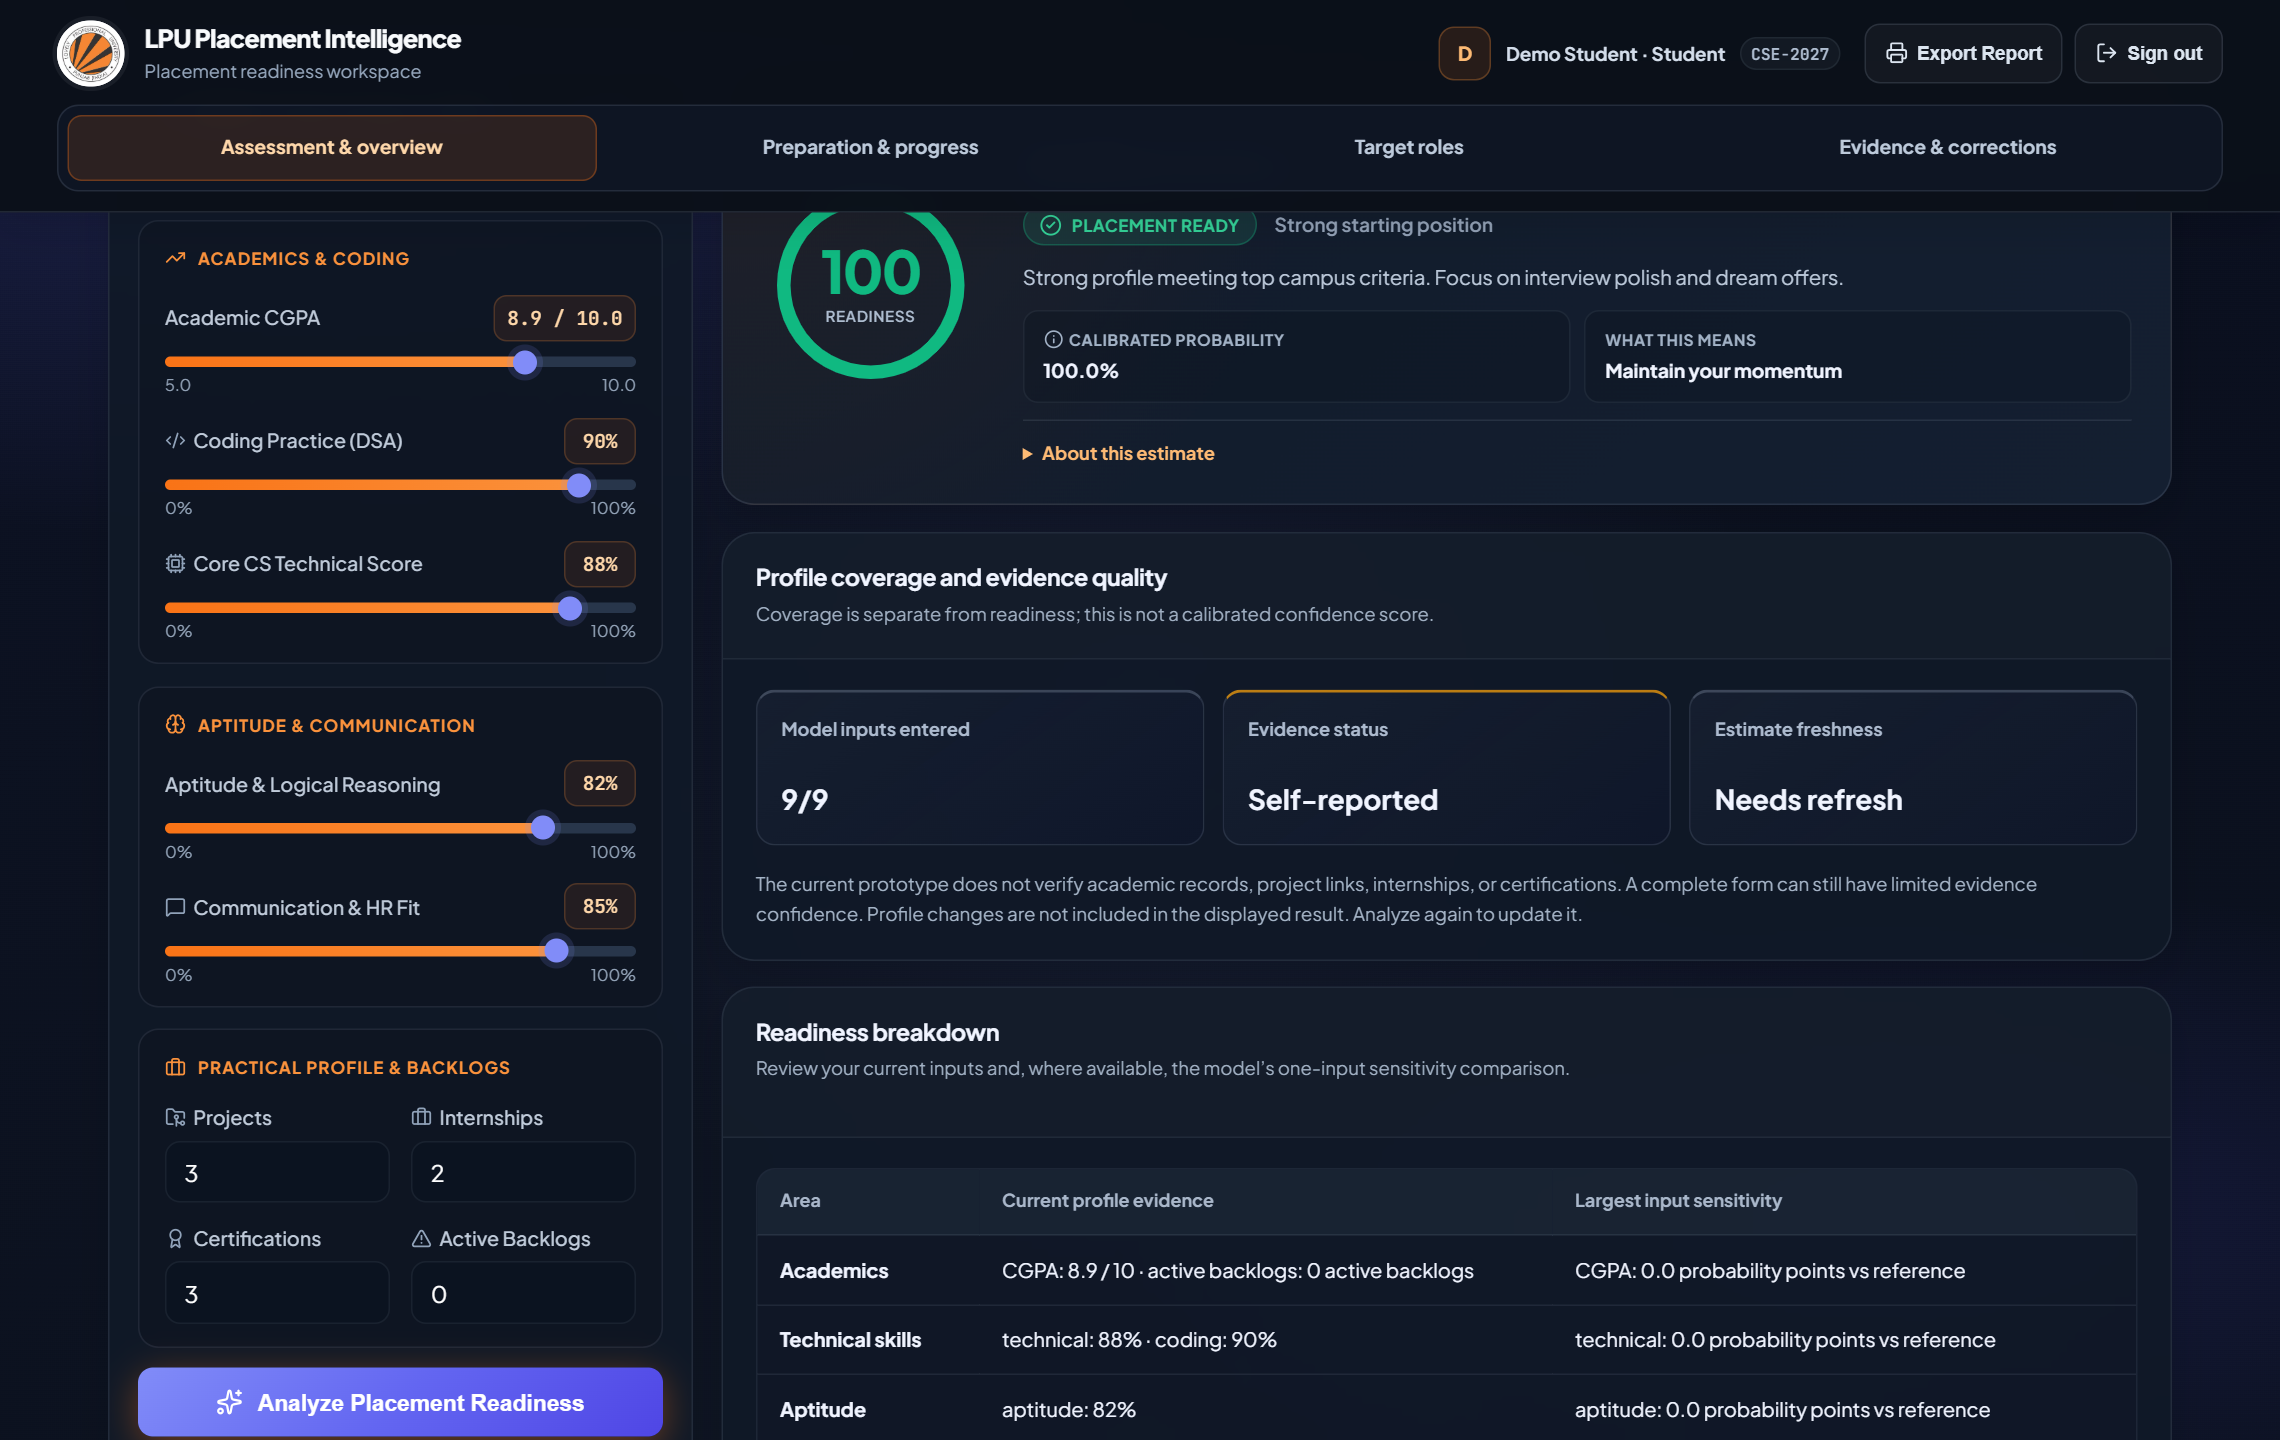 LPU Placement Intelligence
Placement readiness workspace
D
Demo Student · Student
CSE-2027
Export Report
Sign out
Assessment & overview
Preparation & progress
Target roles
Evidence & corrections
ACADEMICS & CODING
Academic CGPA
8.9 / 10.0
5.0
10.0
Coding Practice (DSA)
90%
0%
100%
Core CS Technical Score
88%
0%
100%
APTITUDE & COMMUNICATION
Aptitude & Logical Reasoning
82%
0%
100%
Communication & HR Fit
85%
0%
100%
PRACTICAL PROFILE & BACKLOGS
Projects
Internships
3
2
Certifications
Active Backlogs
3
0
Analyze Placement Readiness
100
READINESS
PLACEMENT READY
Strong starting position
Strong profile meeting top campus criteria. Focus on interview polish and dream offers.
CALIBRATED PROBABILITY
100.0%
WHAT THIS MEANS
Maintain your momentum
About this estimate
Profile coverage and evidence quality
Coverage is separate from readiness; this is not a calibrated confidence score.
Model inputs entered
9/9
Evidence status
Self-reported
Estimate freshness
Needs refresh
The current prototype does not verify academic records, project links, internships, or certifications. A complete form can still have limited evidence
confidence. Profile changes are not included in the displayed result. Analyze again to update it.
Readiness breakdown
Review your current inputs and, where available, the model's one-input sensitivity comparison.
Area
Current profile evidence
Largest input sensitivity
Academics
CGPA: 8.9 / 10 · active backlogs: 0 active backlogs
CGPA: 0.0 probability points vs reference
Technical skills
technical: 88% · coding: 90%
technical: 0.0 probability points vs reference
Aptitude
aptitude: 82%
aptitude: 0.0 probability points vs reference